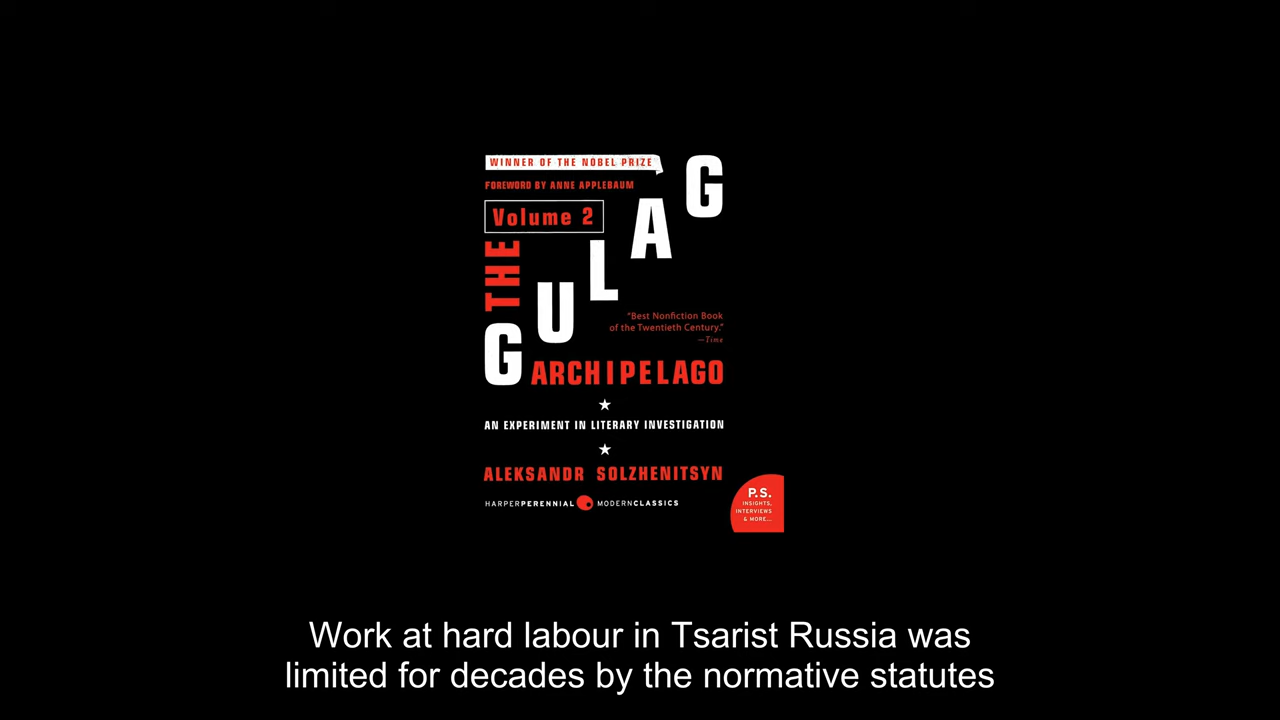 WINNER OF THE NOBEL PRIZE
FOREWORD BY ANNE APPLEBAUM
Volume 2
THE
GULAG
"Best Nonfiction Book
of the Twentieth Century."
—Time
ARCHIPELAGO
AN EXPERIMENT IN LITERARY INVESTIGATION
ALEKSANDR SOLZHENITSYN
HARPERPERENNIAL MODERNCLASSICS
P.S.
INSIGHTS,
INTERVIEWS
& MORE...
Work at hard labour in Tsarist Russia was
limited for decades by the normative statutes